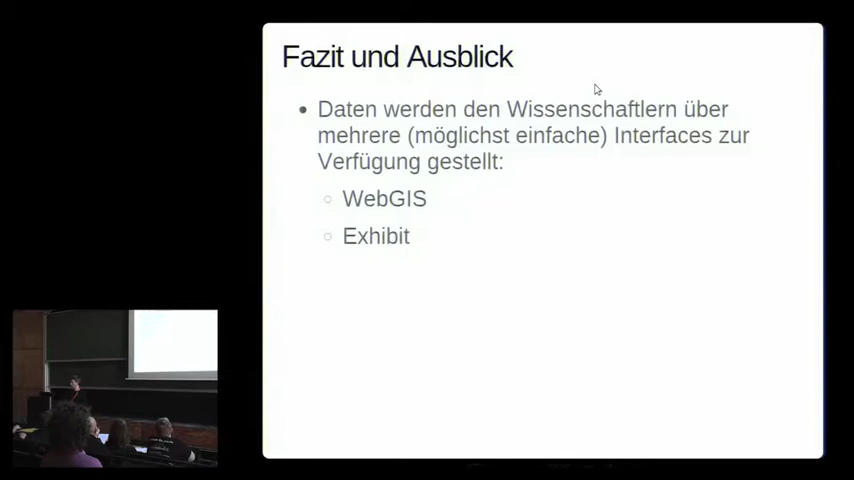 Fazit und Ausblick
Daten werden den Wissenschaftlern über
mehrere (möglichst einfache) Interfaces zur
Verfügung gestellt:
WebGIS
Exhibit